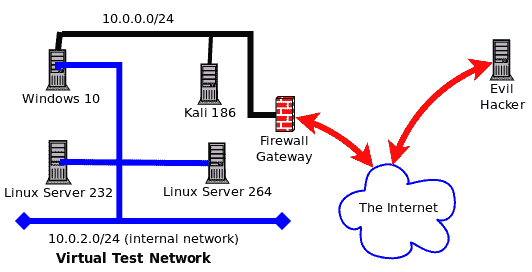 10.0.0.0/24
Windows 10
Kali 186
Firewall
Gateway
Evil
Hacker
Linux Server 232
Linux Server 264
The Internet
10.0.2.0/24 (internal network)
Virtual Test Network